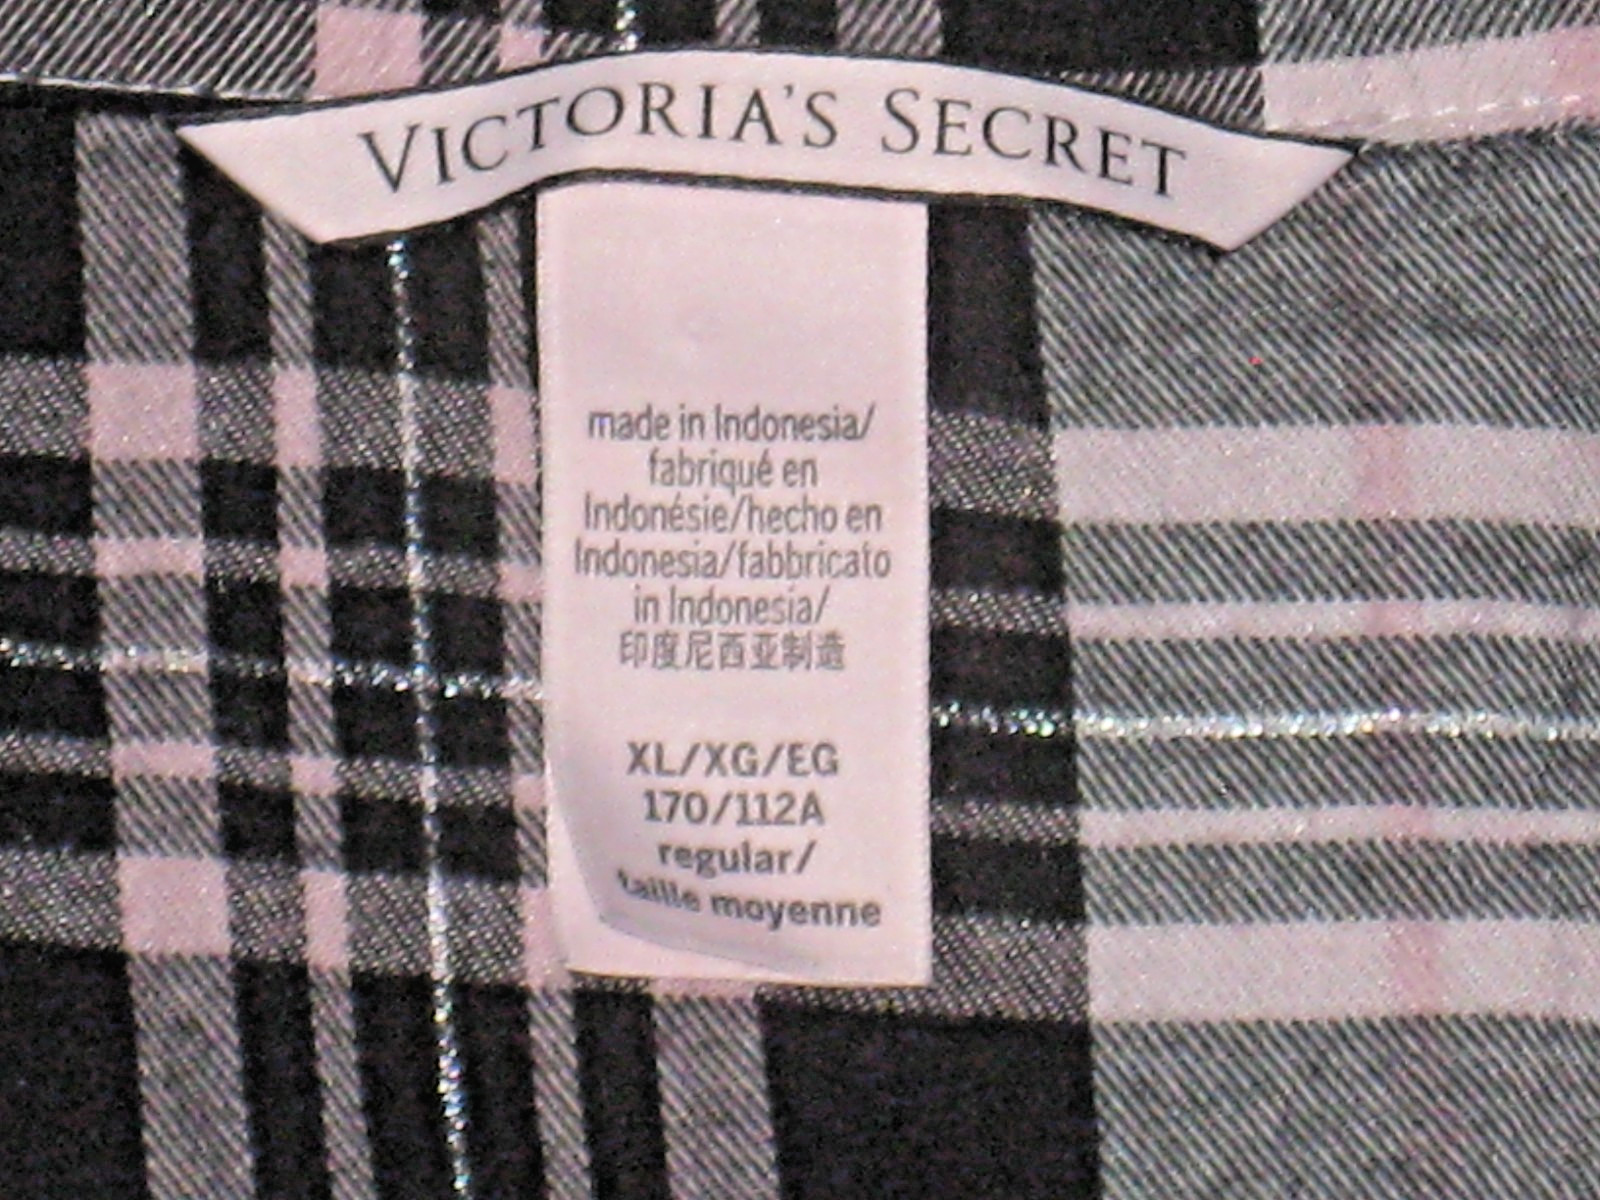 VICTORIA'S SECRET
made in Indonesia/
fabriqué en
Indonésie/hecho en
Indonesia/fabbricato
in Indonesia/
印度尼西亚制造
XL/XG/EG
170/112A
regular/
taille moyenne